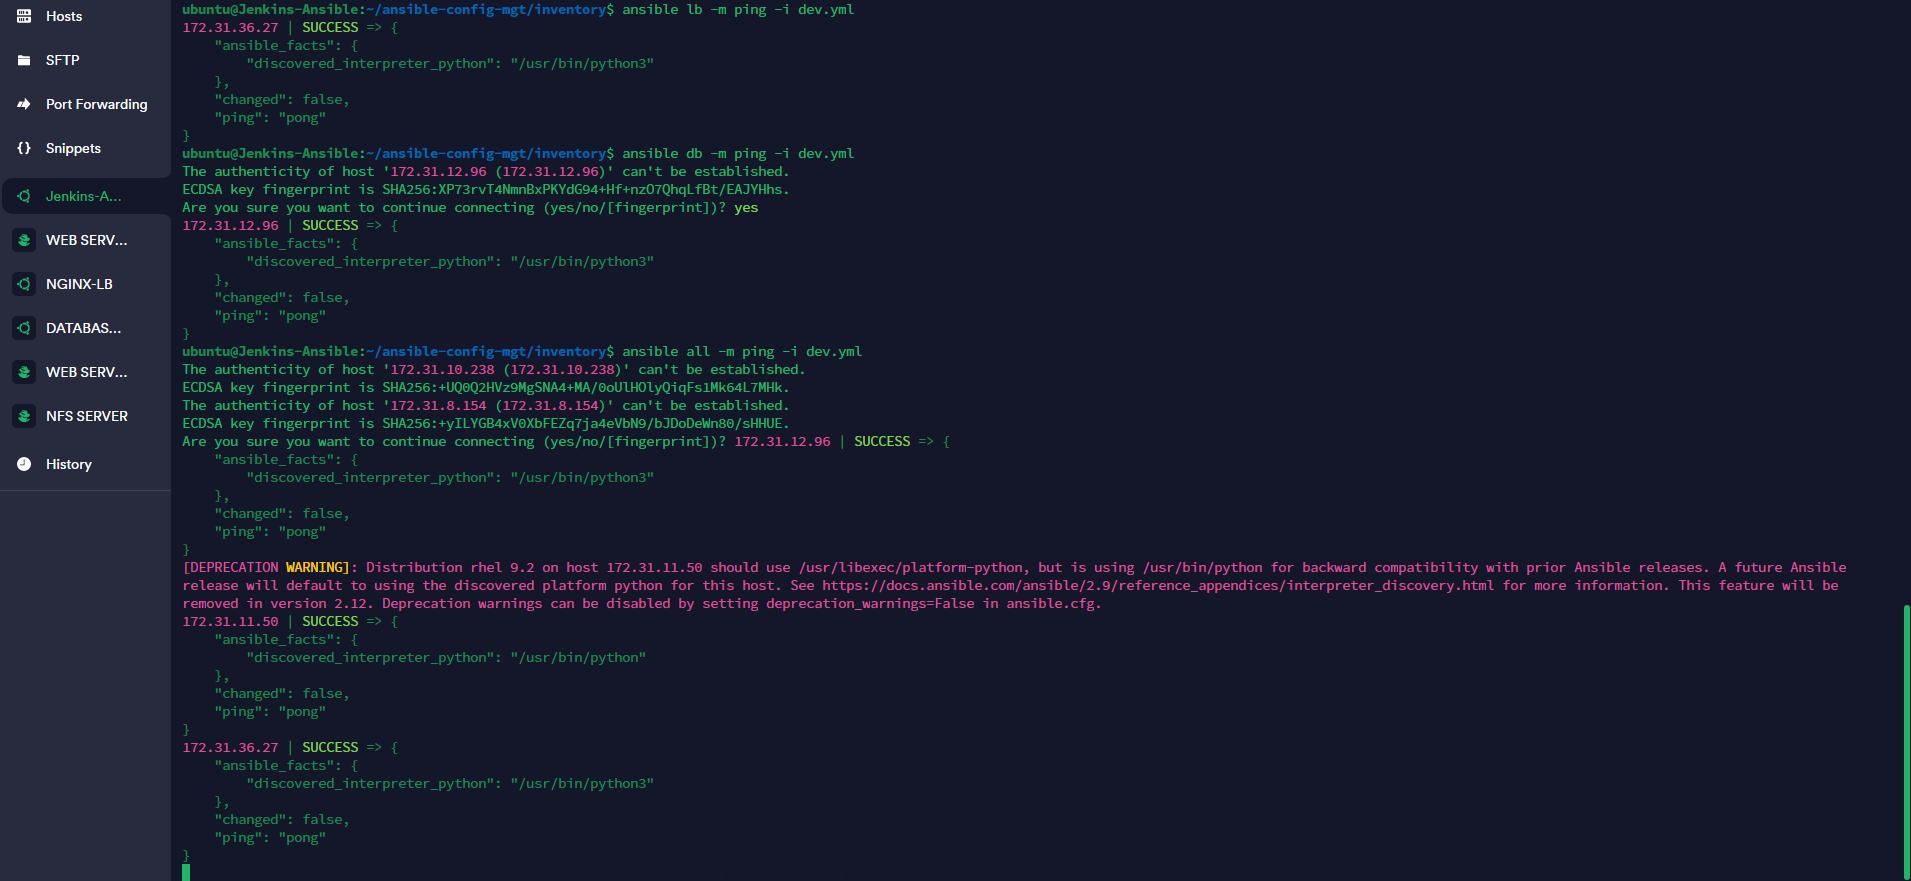 Hosts
SFTP
Port Forwarding
Snippets
Jenkins-A...
WEB SERV...
NGINX-LB
DATABAS...
WEB SERV...
NFS SERVER
History
ubuntu@Jenkins-Ansible:~/ansible-config-mgt/inventory$ ansible lb -m ping -i dev.yml
172.31.36.27 | SUCCESS => {
    "ansible_facts": {
        "discovered_interpreter_python": "/usr/bin/python3"
    },
    "changed": false,
    "ping": "pong"
}
ubuntu@Jenkins-Ansible:~/ansible-config-mgt/inventory$ ansible db -m ping -i dev.yml
The authenticity of host '172.31.12.96 (172.31.12.96)' can't be established.
ECDSA key fingerprint is SHA256:XP73rvT4NmnBxPKYdG94+Hf+nzO7QhqLfBt/EAJYHhs.
Are you sure you want to continue connecting (yes/no/[fingerprint])? yes
172.31.12.96 | SUCCESS => {
    "ansible_facts": {
        "discovered_interpreter_python": "/usr/bin/python3"
    },
    "changed": false,
    "ping": "pong"
}
ubuntu@Jenkins-Ansible:~/ansible-config-mgt/inventory$ ansible all -m ping -i dev.yml
The authenticity of host '172.31.10.238 (172.31.10.238)' can't be established.
ECDSA key fingerprint is SHA256:+UQ0Q2HVz9MgSNA4+MA/0oUlHOlyQiqFs1Mk64L7MHk.
The authenticity of host '172.31.8.154 (172.31.8.154)' can't be established.
ECDSA key fingerprint is SHA256:+yILYGB4xV0XbFEZq7ja4eVbN9/bJDoDeWn80/sHHUE.
Are you sure you want to continue connecting (yes/no/[fingerprint])? 172.31.12.96 | SUCCESS => {
    "ansible_facts": {
        "discovered_interpreter_python": "/usr/bin/python3"
    },
    "changed": false,
    "ping": "pong"
}
[DEPRECATION WARNING]: Distribution rhel 9.2 on host 172.31.11.50 should use /usr/libexec/platform-python, but is using /usr/bin/python for backward compatibility with prior Ansible releases. A future Ansible
release will default to using the discovered platform python for this host. See https://docs.ansible.com/ansible/2.9/reference_appendices/interpreter_discovery.html for more information. This feature will be
removed in version 2.12. Deprecation warnings can be disabled by setting deprecation_warnings=False in ansible.cfg.
172.31.11.50 | SUCCESS => {
    "ansible_facts": {
        "discovered_interpreter_python": "/usr/bin/python"
    },
    "changed": false,
    "ping": "pong"
}
172.31.36.27 | SUCCESS => {
    "ansible_facts": {
        "discovered_interpreter_python": "/usr/bin/python3"
    },
    "changed": false,
    "ping": "pong"
}